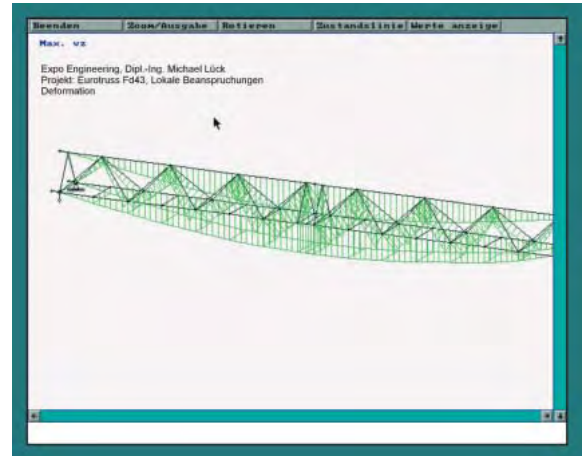 Beenden Zoom/Ausgabe Rotieren Zustandslinie Werte anzeige
Max. vz
Expo Engineering, Dipl.-Ing. Michael Lück
Projekt: Eurotruss Fd43, Lokale Beanspruchungen
Deformation